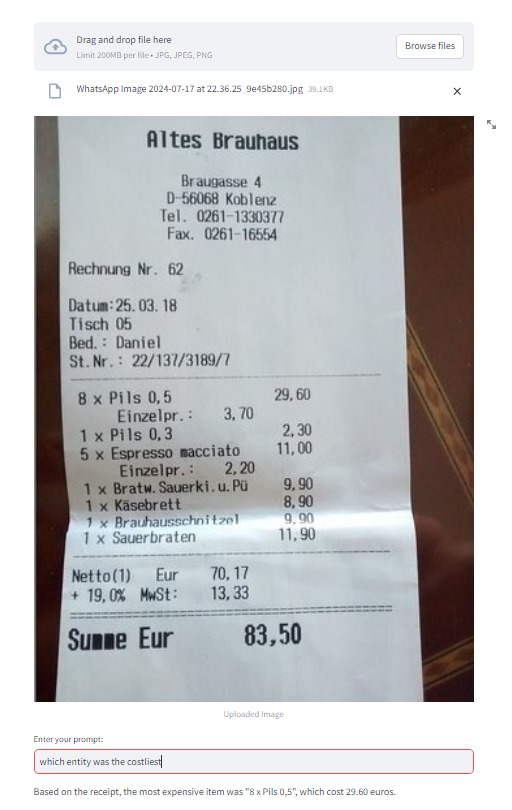 Drag and drop file here
Limit 200MB per file • JPG, JPEG, PNG
Browse files
WhatsApp Image 2024-07-17 at 22.36.25_9e45b280.jpg 39.1KB
Altes Brauhaus
Braugasse 4
D-56068 Koblenz
Tel. 0261-1330377
Fax. 0261-16554
Rechnung Nr. 62
Datum:25.03.18
Tisch 05
Bed.: Daniel
St.Nr.: 22/137/3189/7
8 x Pils 0,5 29,60
Einzelpr.: 3,70
1 x Pils 0,3 2,30
5 x Espresso macciato 11,00
Einzelpr.: 2,20
1 x Bratw.Sauerki.u.Pü 9,90
1 x Käsebrett 8,90
1 x Brauhausschnitzel 9,90
1 x Sauerbraten 11,90
Netto(1) Eur 70,17
+ 19,0% MwSt: 13,33
Summe Eur 83,50
Uploaded Image
Enter your prompt:
which entity was the costliest
Based on the receipt, the most expensive item was "8 x Pils 0,5", which cost 29.60 euros.